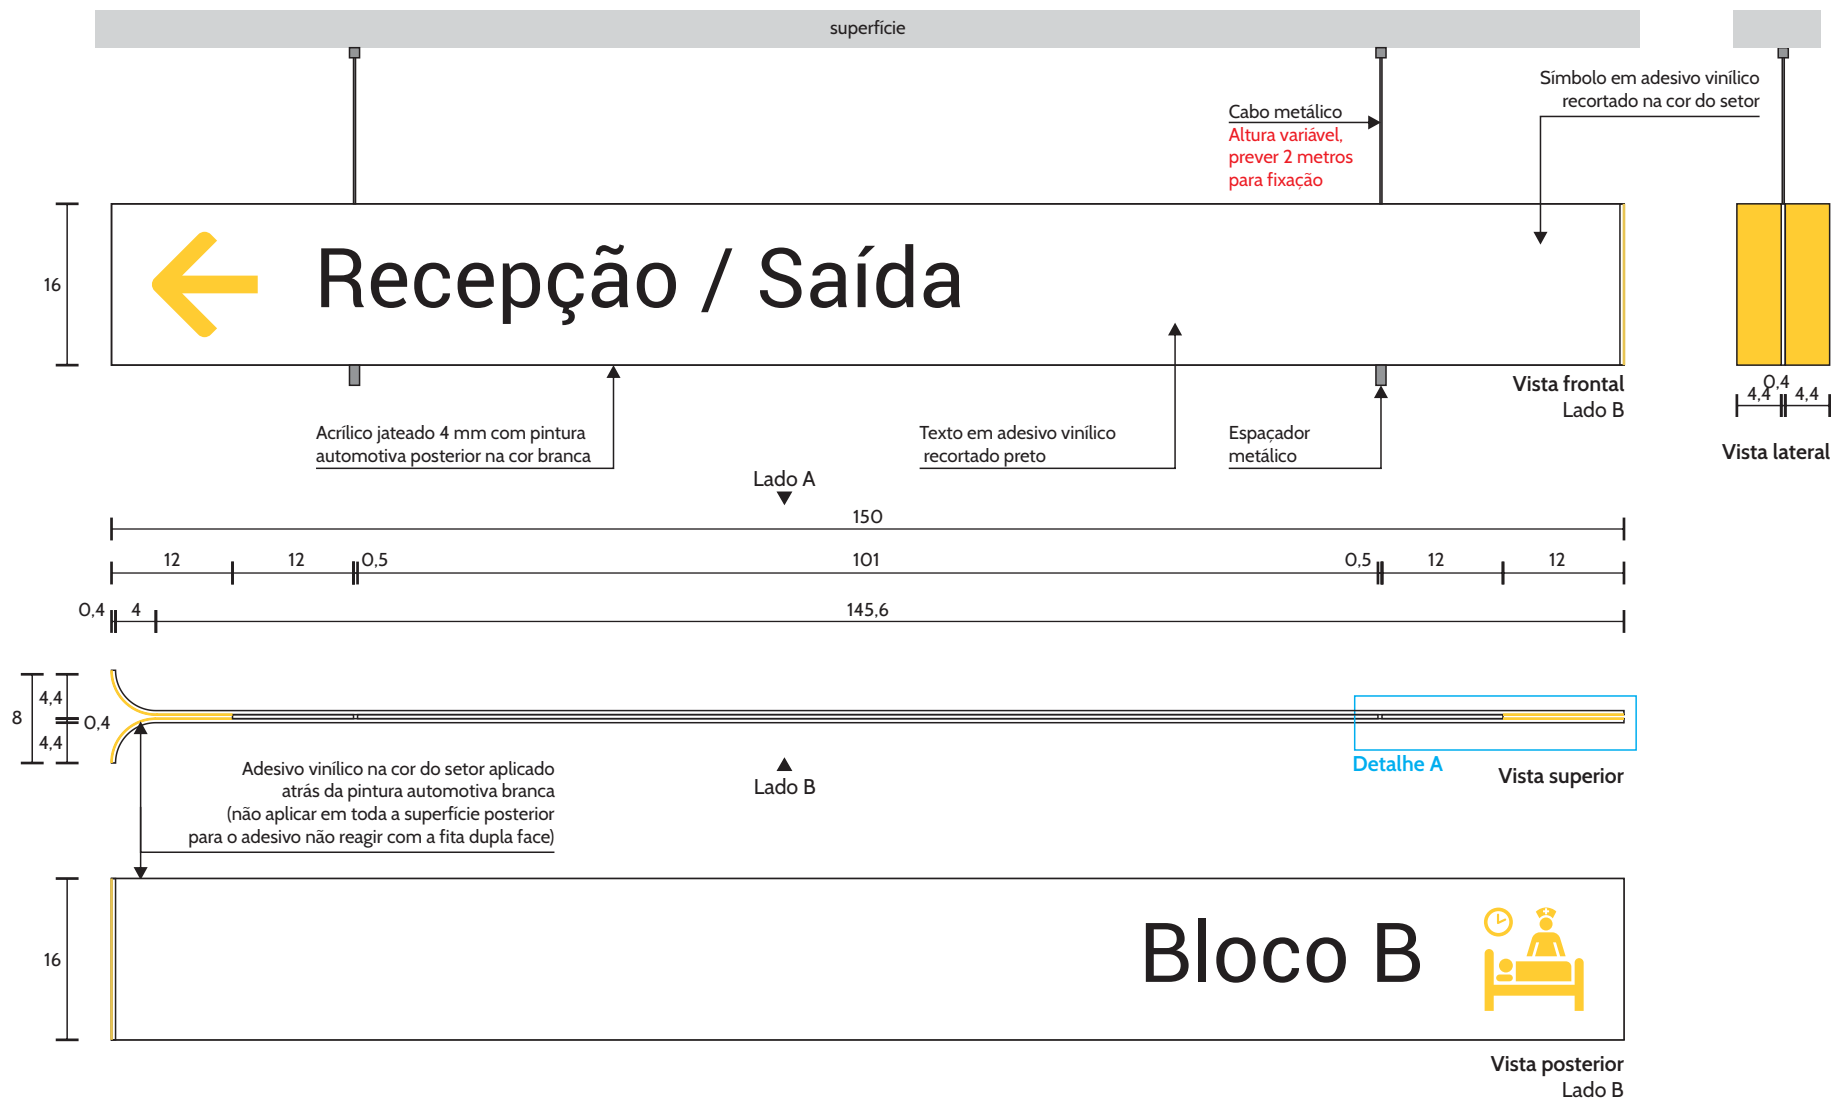 superfície
Símbolo em adesivo vinílico
recortado na cor do setor
Cabo metálico
Altura variável,
prever 2 metros
para fixação
16
Recepção / Saída
Vista frontal
Lado B
0,4
4,4
4,4
Vista lateral
Acrílico jateado 4 mm com pintura
automotiva posterior na cor branca
Texto em adesivo vinílico
recortado preto
Espaçador
metálico
Lado A
150
12
12
0,5
101
0,5
12
12
0,4
4
145,6
8
4,4
0,4
4,4
Detalhe A
Vista superior
Lado B
Adesivo vinílico na cor do setor aplicado
atrás da pintura automotiva branca
(não aplicar em toda a superfície posterior
para o adesivo não reagir com a fita dupla face)
16
Bloco B
Vista posterior
Lado B